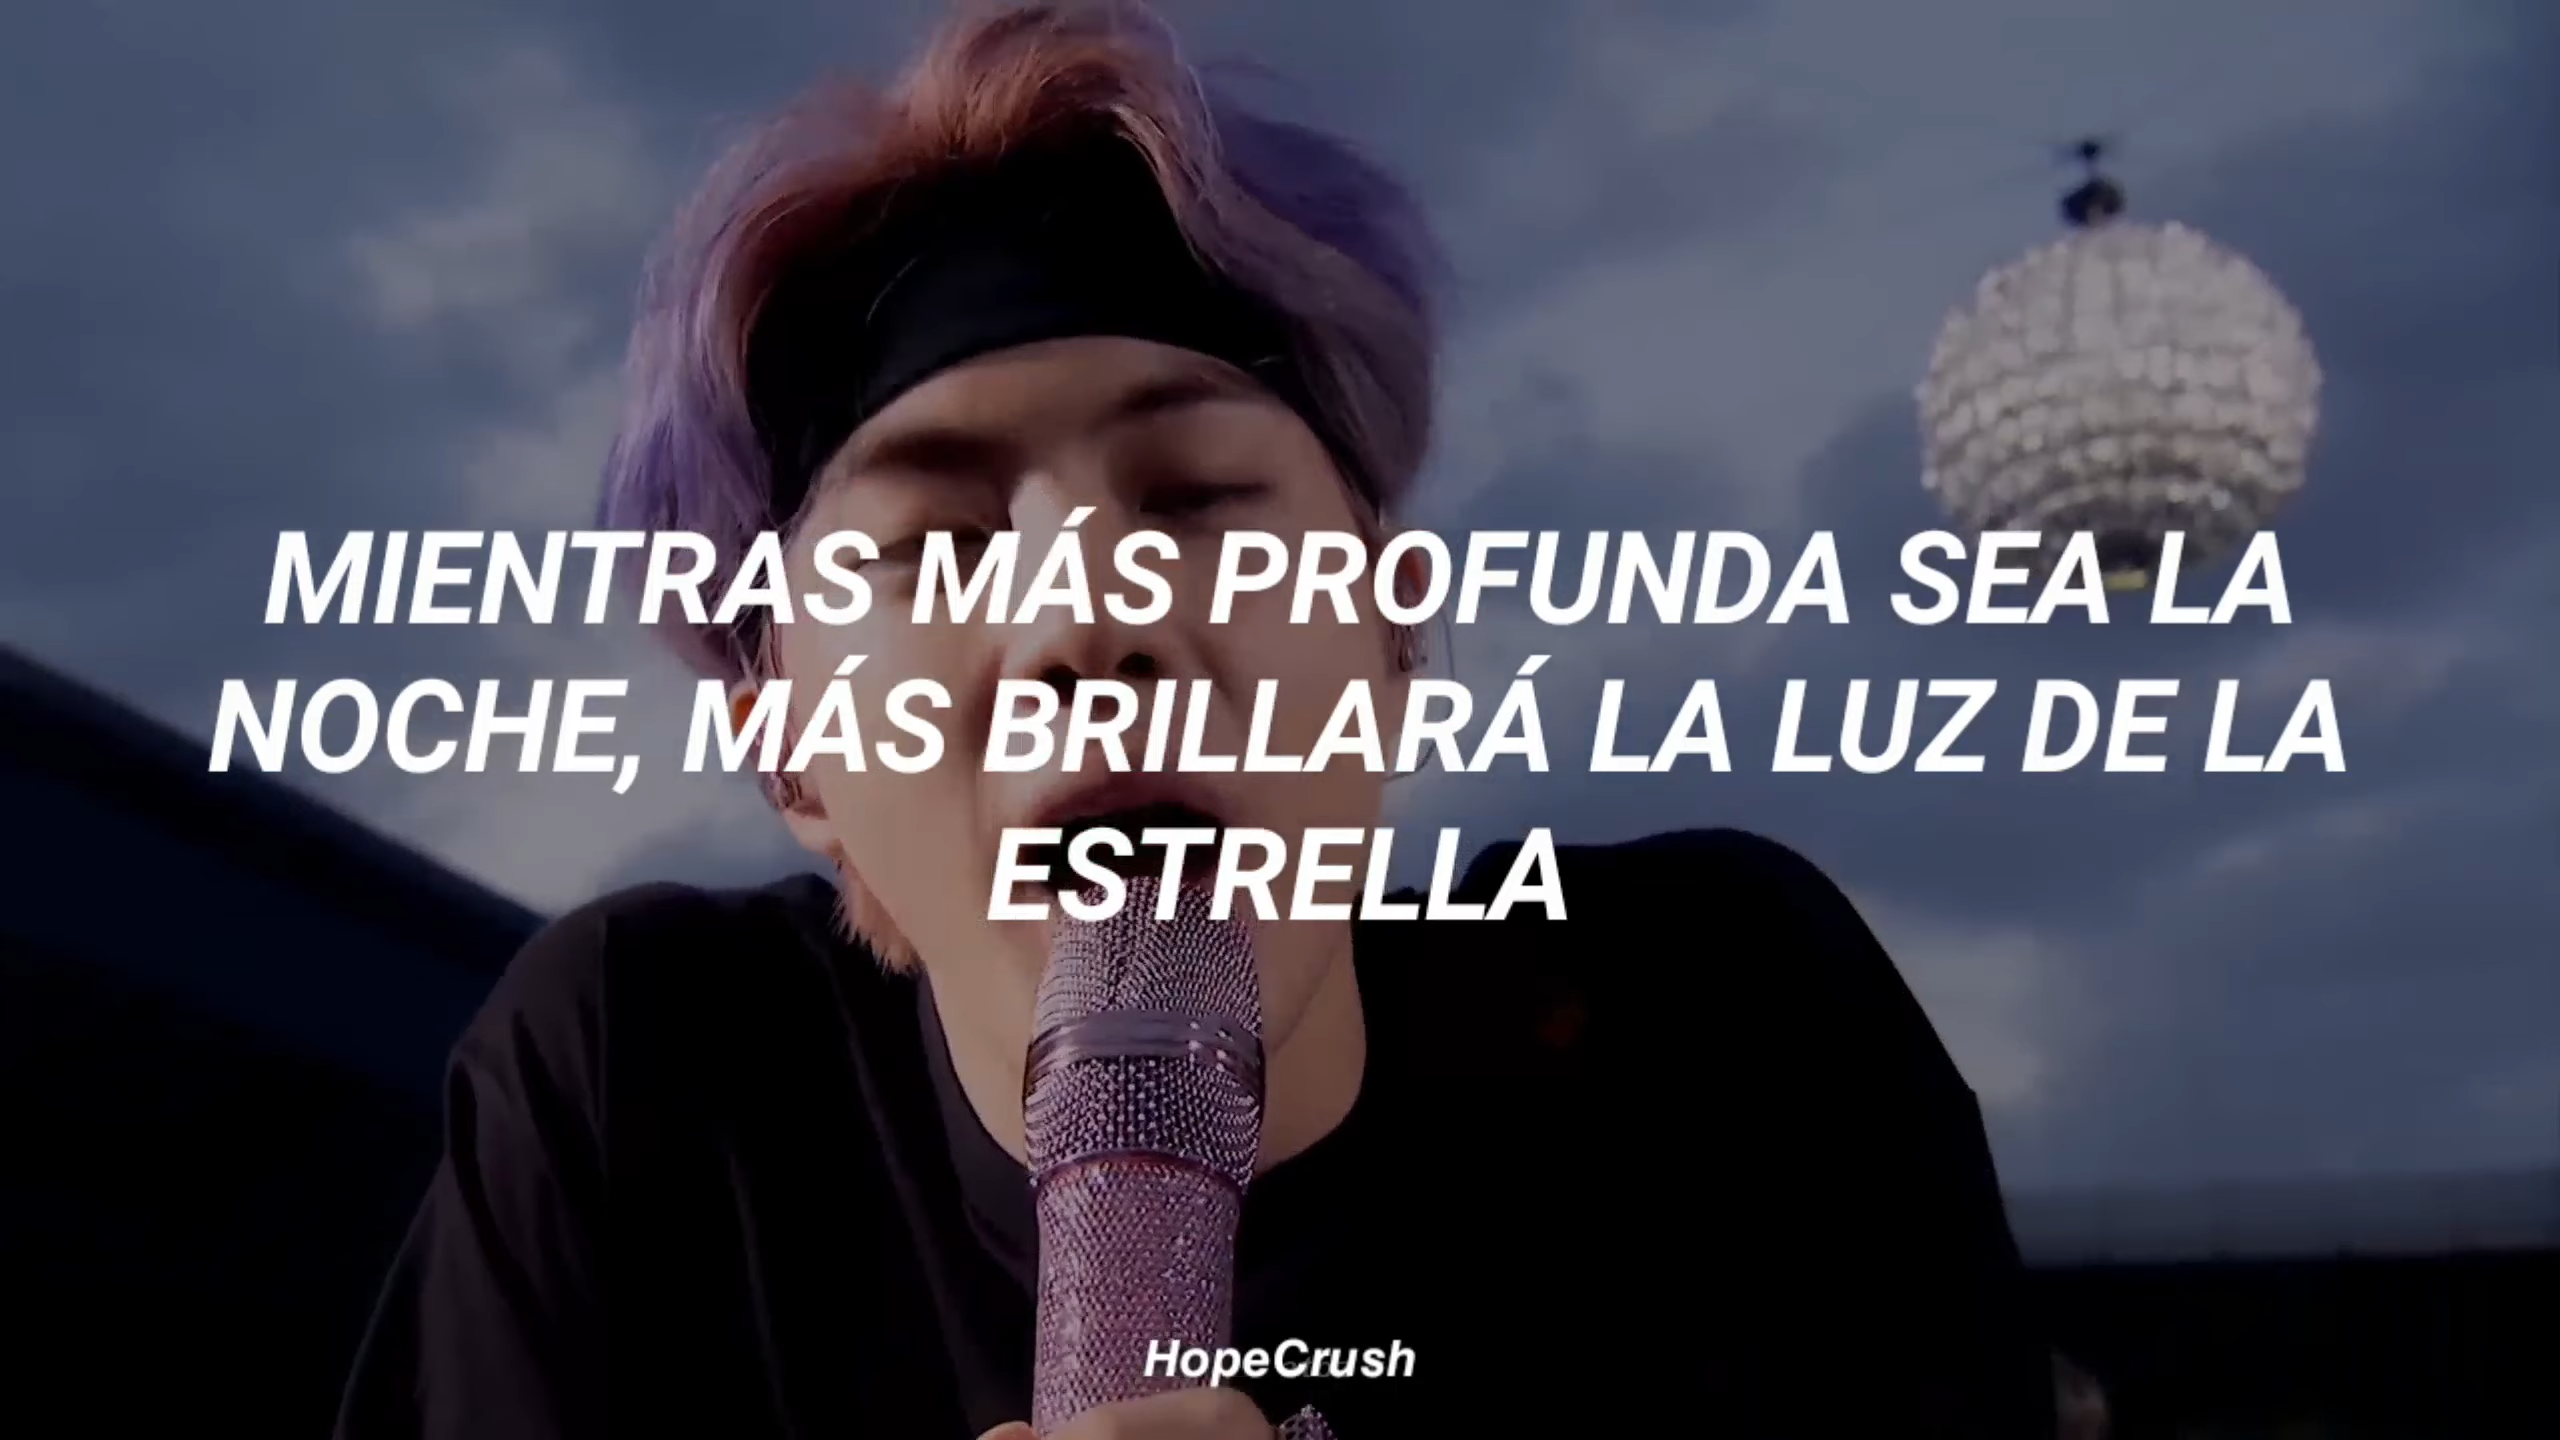 MIENTRAS MÁS PROFUNDA SEA LA
NOCHE, MÁS BRILLARÁ LA LUZ DE LA
ESTRELLA
HopeCrush